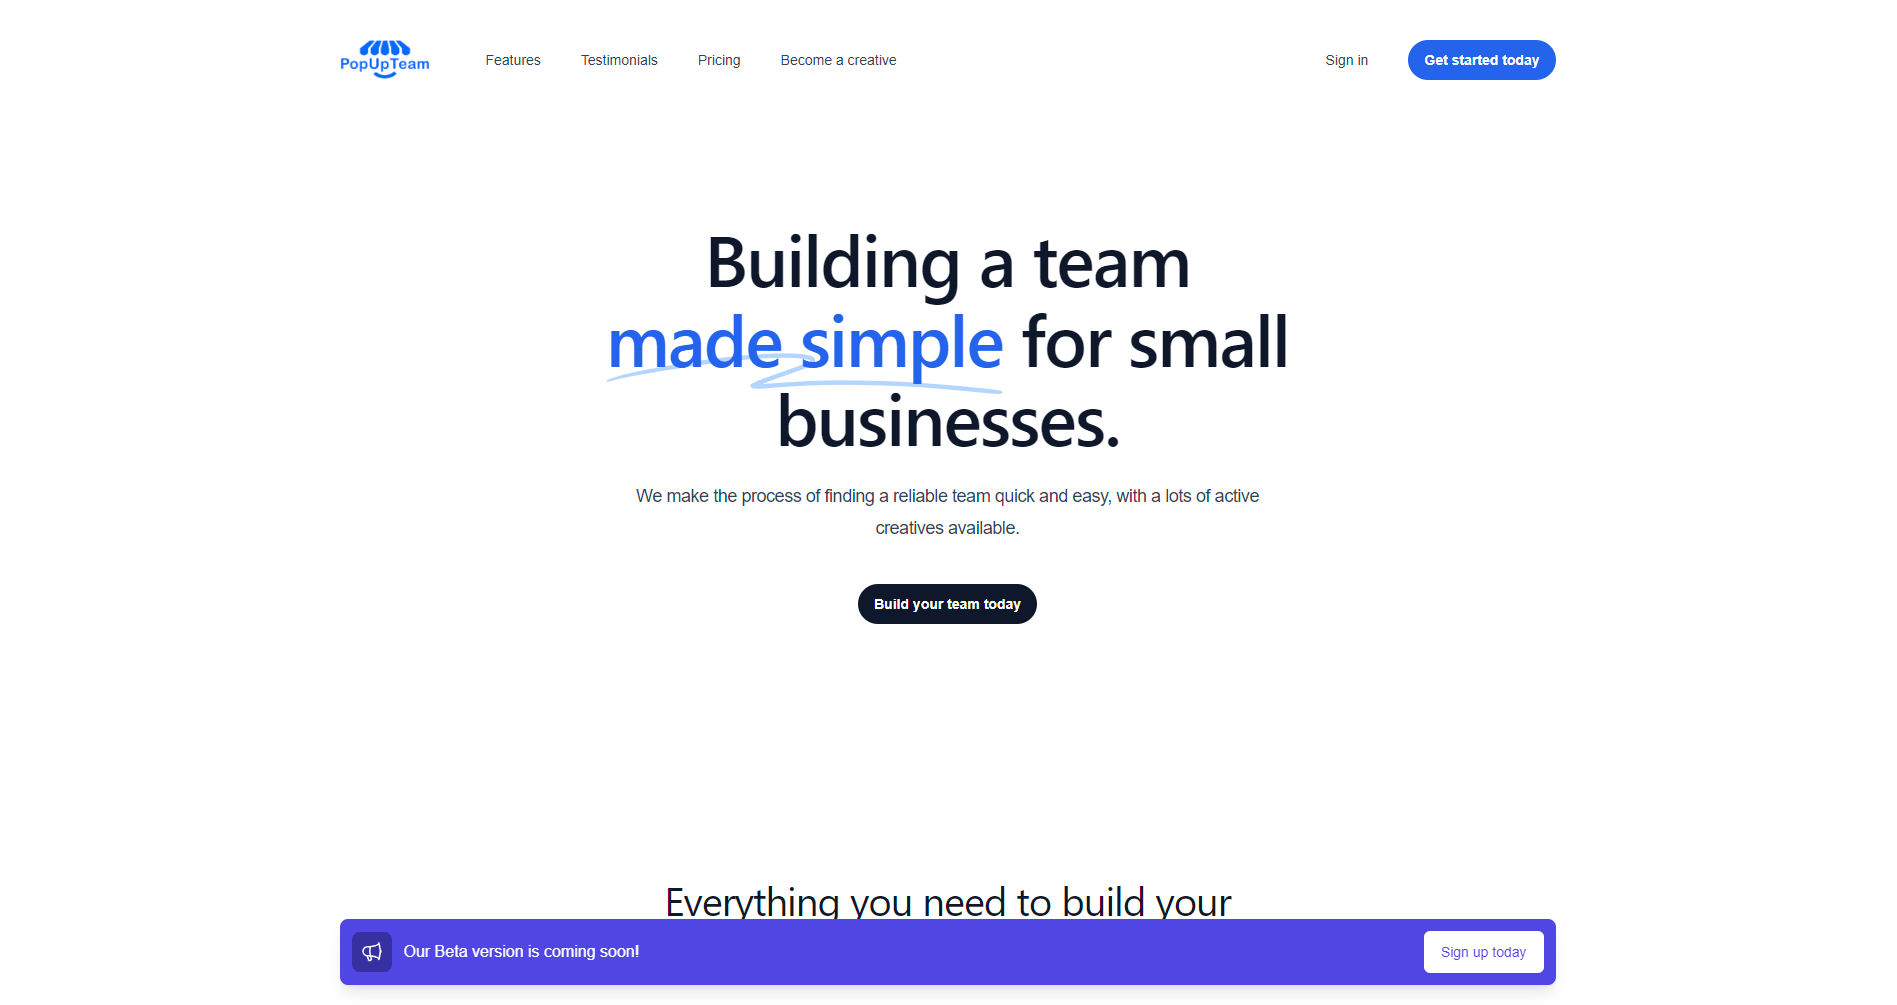 PopUpTeam
Features
Testimonials
Pricing
Become a creative
Sign in
Get started today
Building a team
made simple for small
businesses.
We make the process of finding a reliable team quick and easy, with a lots of active
creatives available.
Build your team today
Everything you need to build your
Our Beta version is coming soon!
Sign up today